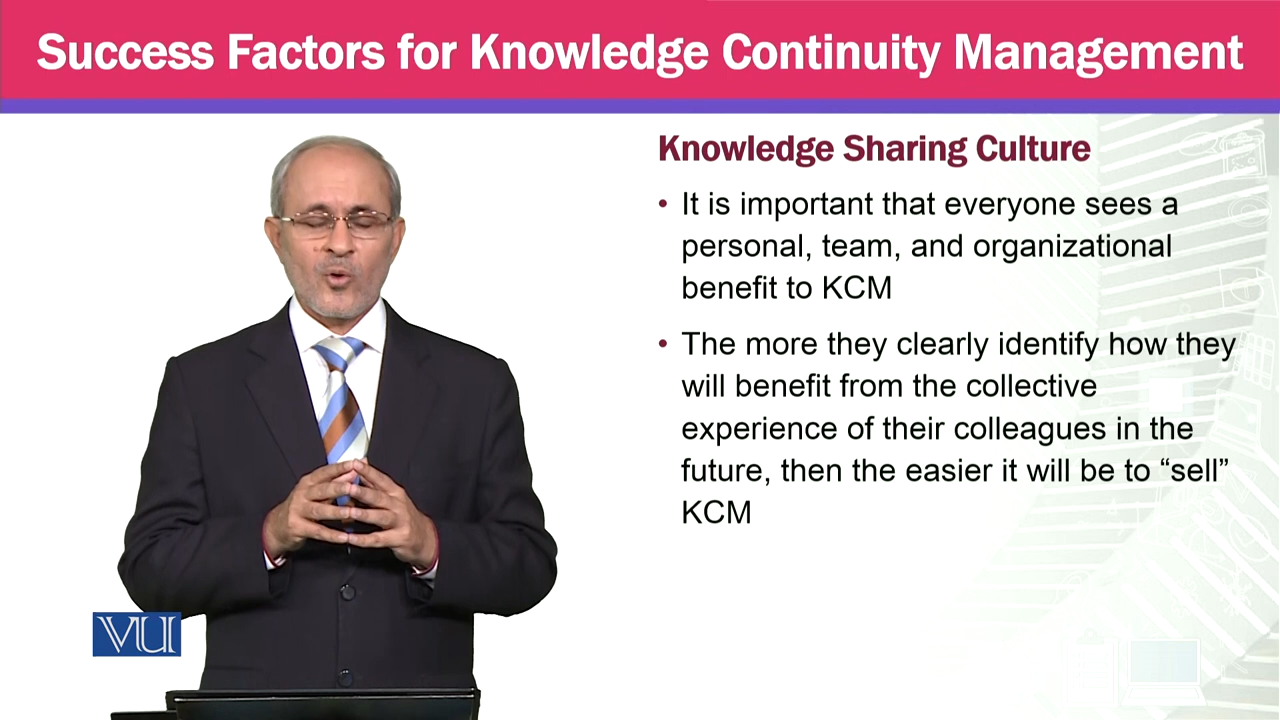 Success Factors for Knowledge Continuity Management
Knowledge Sharing Culture
• It is important that everyone sees a
personal, team, and organizational
benefit to KCM
• The more they clearly identify how they
will benefit from the collective
experience of their colleagues in the
future, then the easier it will be to “sell”
KCM
VU